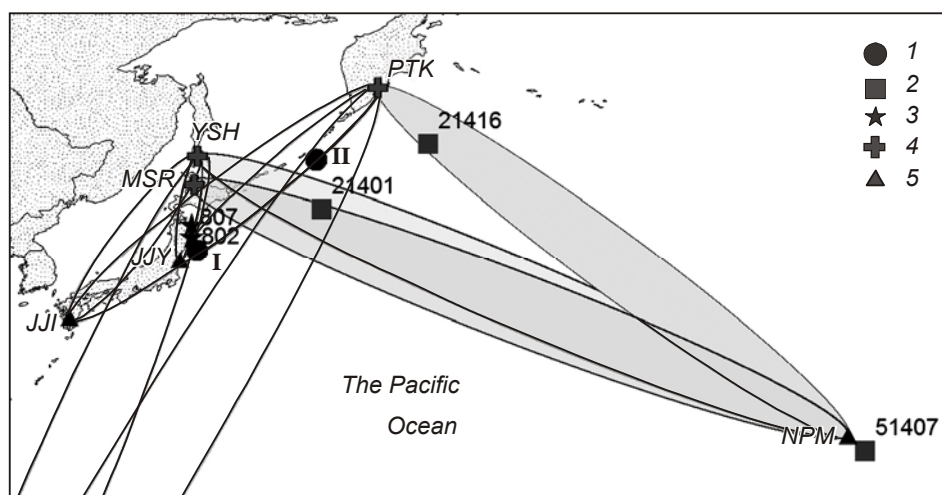 PTK
1
2
3
4
5
21416
YSH
II
MSR
21401
807
802
JJY
I
JJI
The Pacific
Ocean
NPM
51407